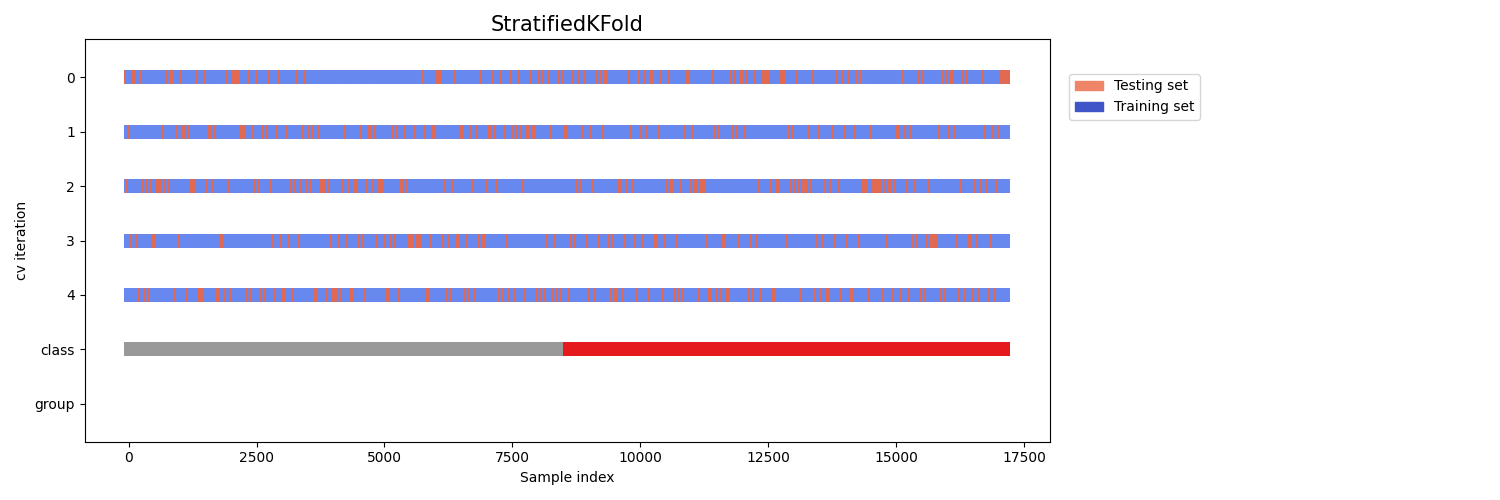 StratifiedKFold
0
1
2
3
4
class
group
cv iteration
0 2500 5000 7500 10000 12500 15000 17500
Sample index
Testing set
Training set